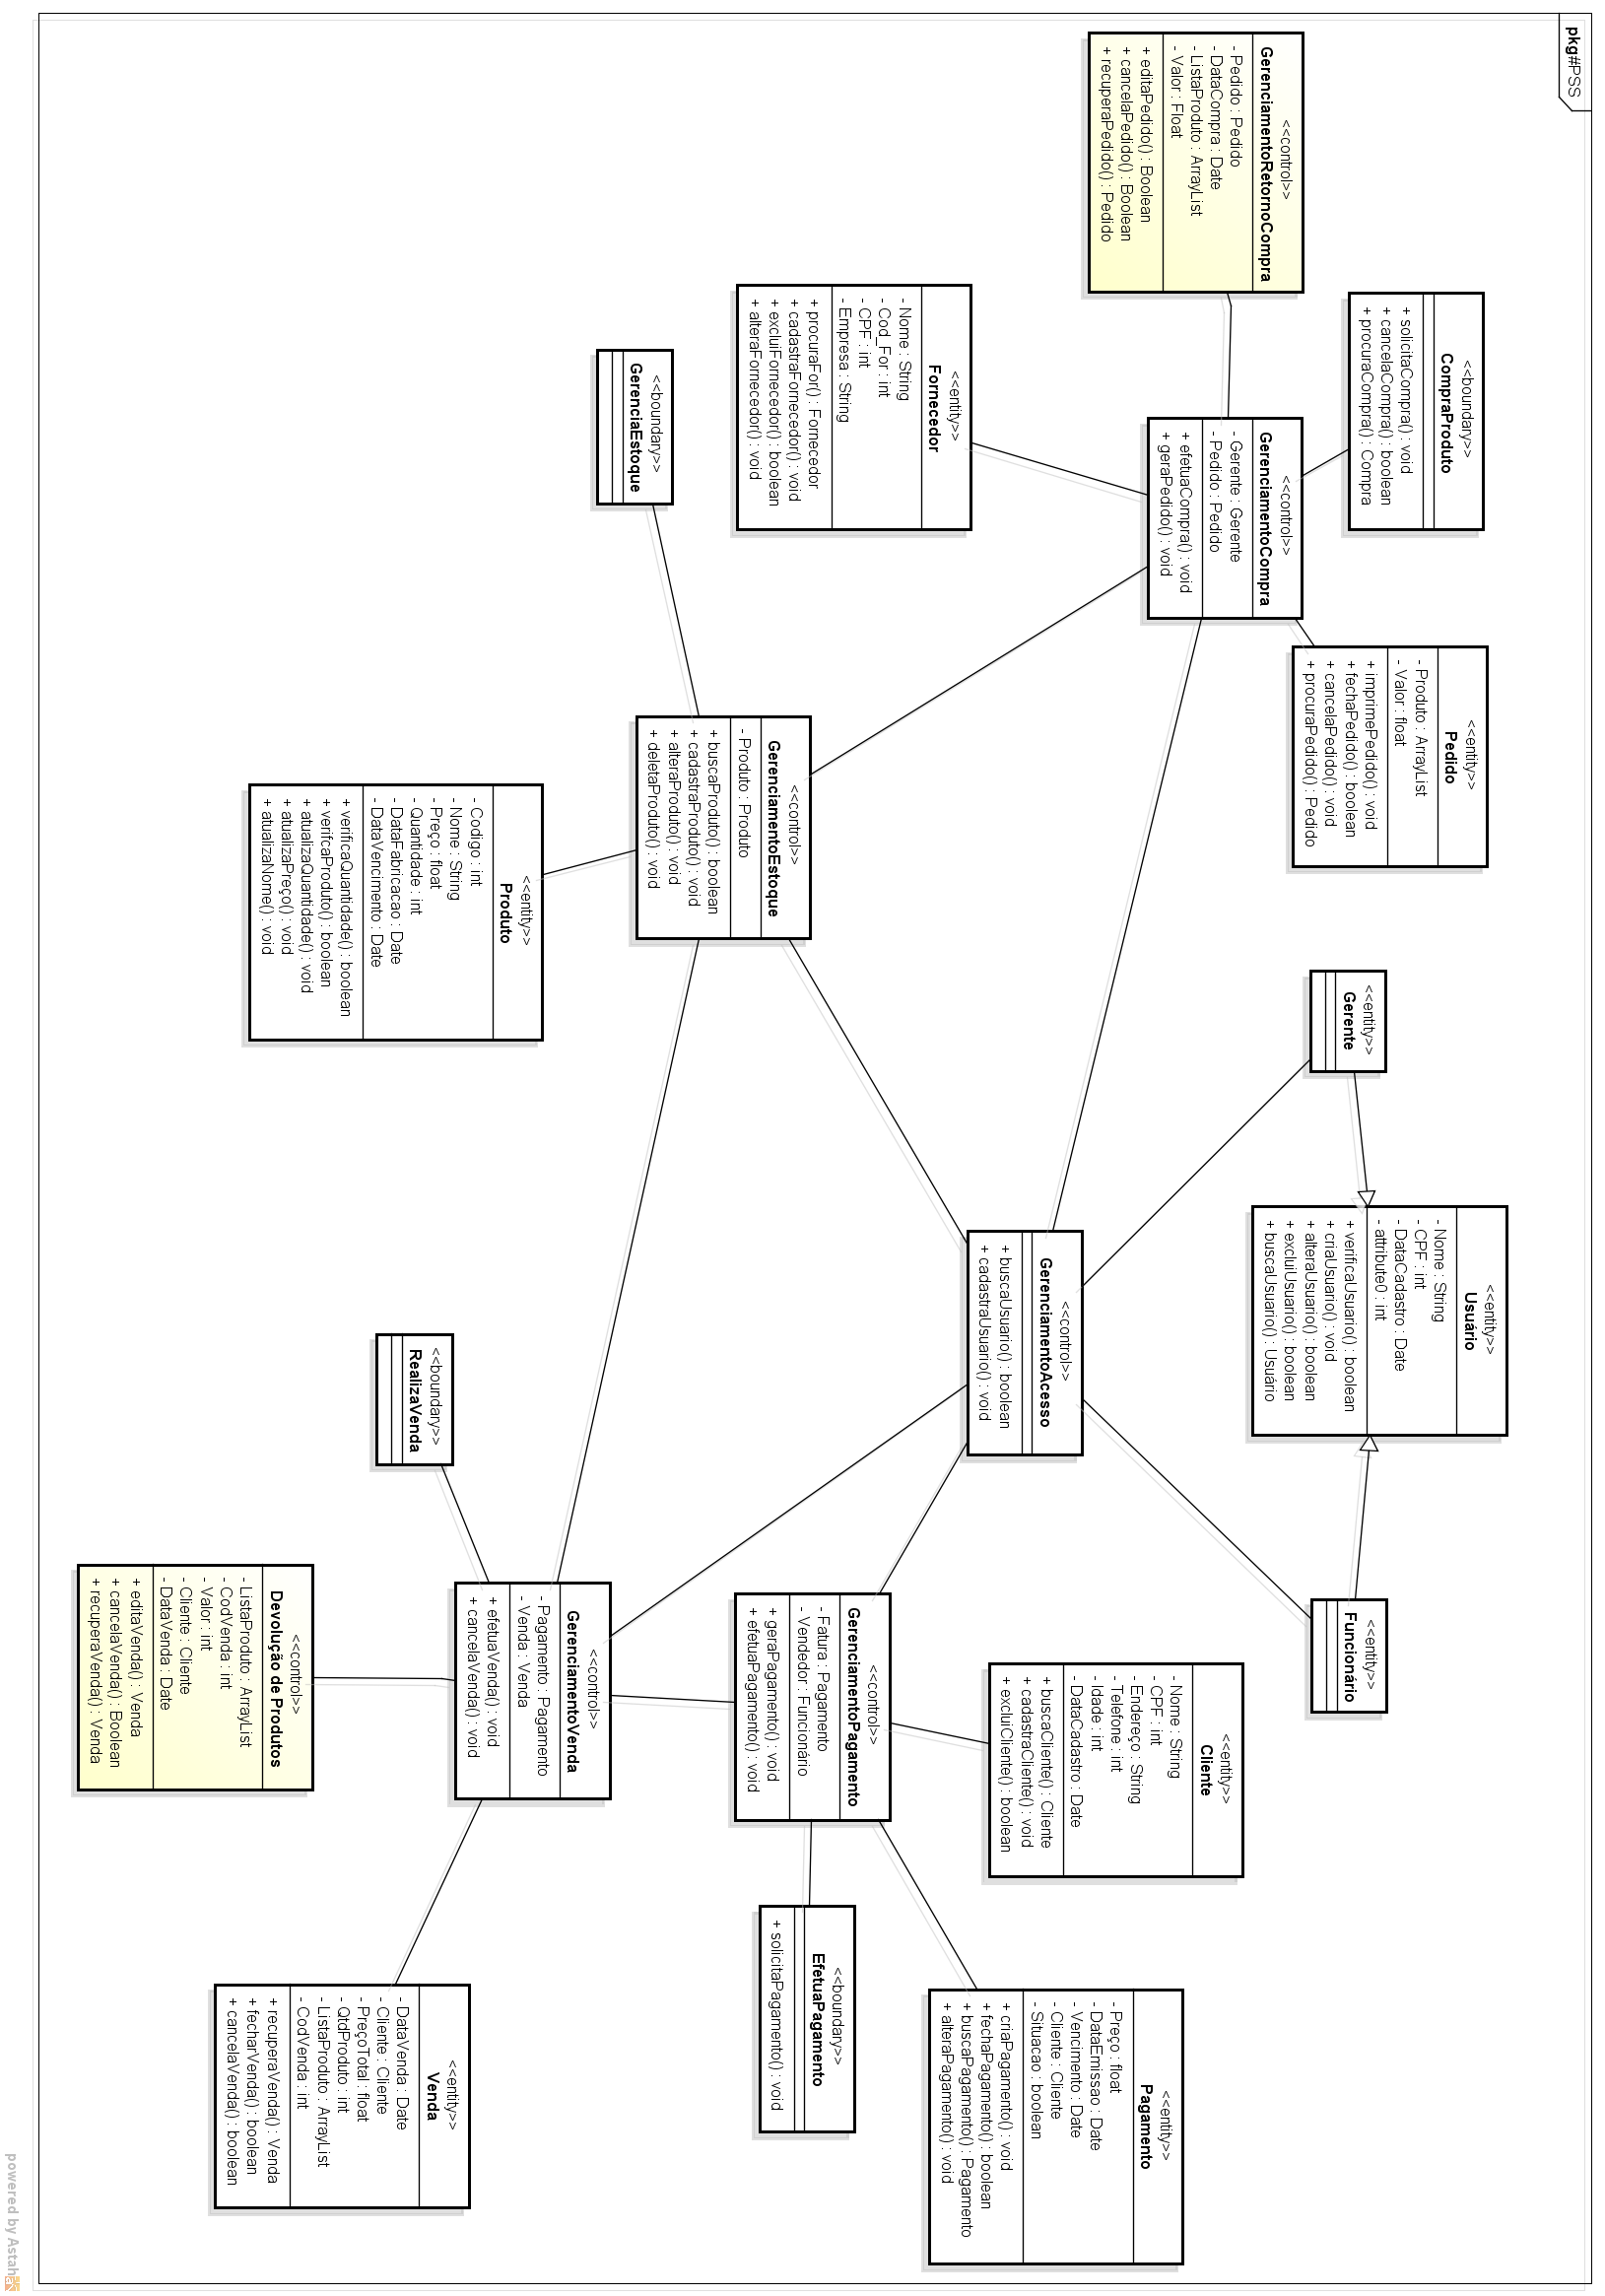 pkg#PSS
<<control>>
GerenciamentoRetornoCompra
- Pedido : Pedido
- DataCompra : Date
- ListaProduto : ArrayList
- Valor : Float
+ editaPedido() : Boolean
+ cancelaPedido() : Boolean
+ recuperaPedido() : Pedido
<<boundary>>
CompraProduto
+ solicitaCompra() : void
+ cancelaCompra() : boolean
+ procuraCompra() : Compra
<<control>>
GerenciamentoCompra
- Gerente : Gerente
- Pedido : Pedido
+ efetuaCompra() : void
+ geraPedido() : void
<<entity>>
Pedido
- Produto : ArrayList
- Valor : float
+ imprimePedido() : void
+ fechaPedido() : boolean
+ cancelaPedido() : void
+ procuraPedido() : Pedido
<<entity>>
Fornecedor
- Nome : String
- Cod_For : int
- CPF : int
- Empresa : String
+ procuraFor() : Fornecedor
+ cadastraFornecedor() : void
+ excluiFornecedor() : boolean
+ alteraFornecedor() : void
<<boundary>>
GerenciaEstoque
<<control>>
GerenciamentoEstoque
- Produto : Produto
+ buscaProduto() : boolean
+ cadastraProduto() : void
+ alteraProduto() : void
+ deletaProduto() : void
<<entity>>
Produto
- Codigo : int
- Nome : String
- Preço : float
- Quantidade : int
- DataFabricacao : Date
- DataVencimento : Date
+ verificaQuantidade() : boolean
+ verifcaProduto() : boolean
+ atualizaQuantidade() : void
+ atualizaPreço() : void
+ atualizaNome() : void
<<entity>>
Gerente
<<entity>>
Usuário
- Nome : String
- CPF : int
- DataCadastro : Date
- attribute0 : int
+ verificaUsuario() : boolean
+ criaUsuario() : void
+ alteraUsuario() : boolean
+ excluiUsuario() : boolean
+ buscaUsuario() : Usuário
<<control>>
GerenciamentoAcesso
+ buscaUsuario() : boolean
+ cadastraUsuario() : void
<<entity>>
Funcionário
<<entity>>
Cliente
- Nome : String
- CPF : int
- Endereço : String
- Telefone : int
- Idade : int
- DataCadastro : Date
+ buscaCliente() : Cliente
+ cadastraCliente() : void
+ excluiCliente() : boolean
<<control>>
GerenciamentoPagamento
- Fatura : Pagamento
- Vendedor : Funcionário
+ geraPagamento() : void
+ efetuaPagamento() : void
<<boundary>>
RealizaVenda
<<control>>
GerenciamentoVenda
- Pagamento : Pagamento
- Venda : Venda
+ efetuaVenda() : void
+ cancelaVenda() : void
<<control>>
Devolução de Produtos
- ListaProduto : ArrayList
- CodVenda : int
- Valor : int
- Cliente : Cliente
- DataVenda : Date
+ editaVenda() : Venda
+ cancelaVenda() : Boolean
+ recuperaVenda() : Venda
<<boundary>>
EfetuaPagamento
+ solicitaPagamento() : void
<<entity>>
Pagamento
- Preço : float
- DataEmissao : Date
- Vencimento : Date
- Cliente : Cliente
- Situacao : boolean
+ criaPagamento() : void
+ fechaPagamento() : boolean
+ buscaPagamento() : Pagamento
+ alteraPagamento() : void
<<entity>>
Venda
- DataVenda : Date
- Cliente : Cliente
- PreçoTotal : float
- QtdProduto : int
- ListaProduto : ArrayList
- CodVenda : int
+ recuperaVenda() : Venda
+ fecharVenda() : boolean
+ cancelaVenda() : boolean
powered by Astah